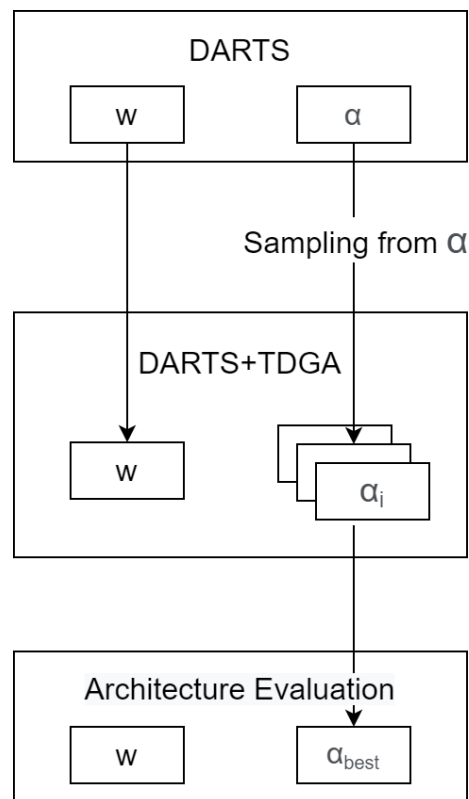 DARTS
w α
Sampling from α
DARTS+TDGA
w
αi
Architecture Evaluation
w αbest